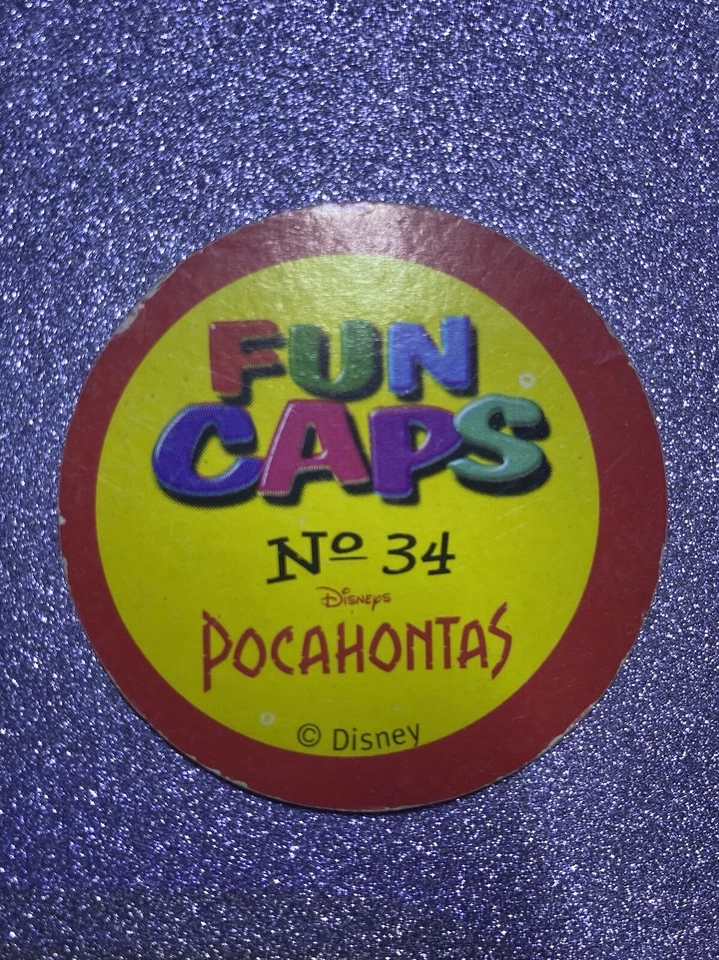 FUN
CAPS
Nº 34
Disney's
POCAHONTAS
© Disney